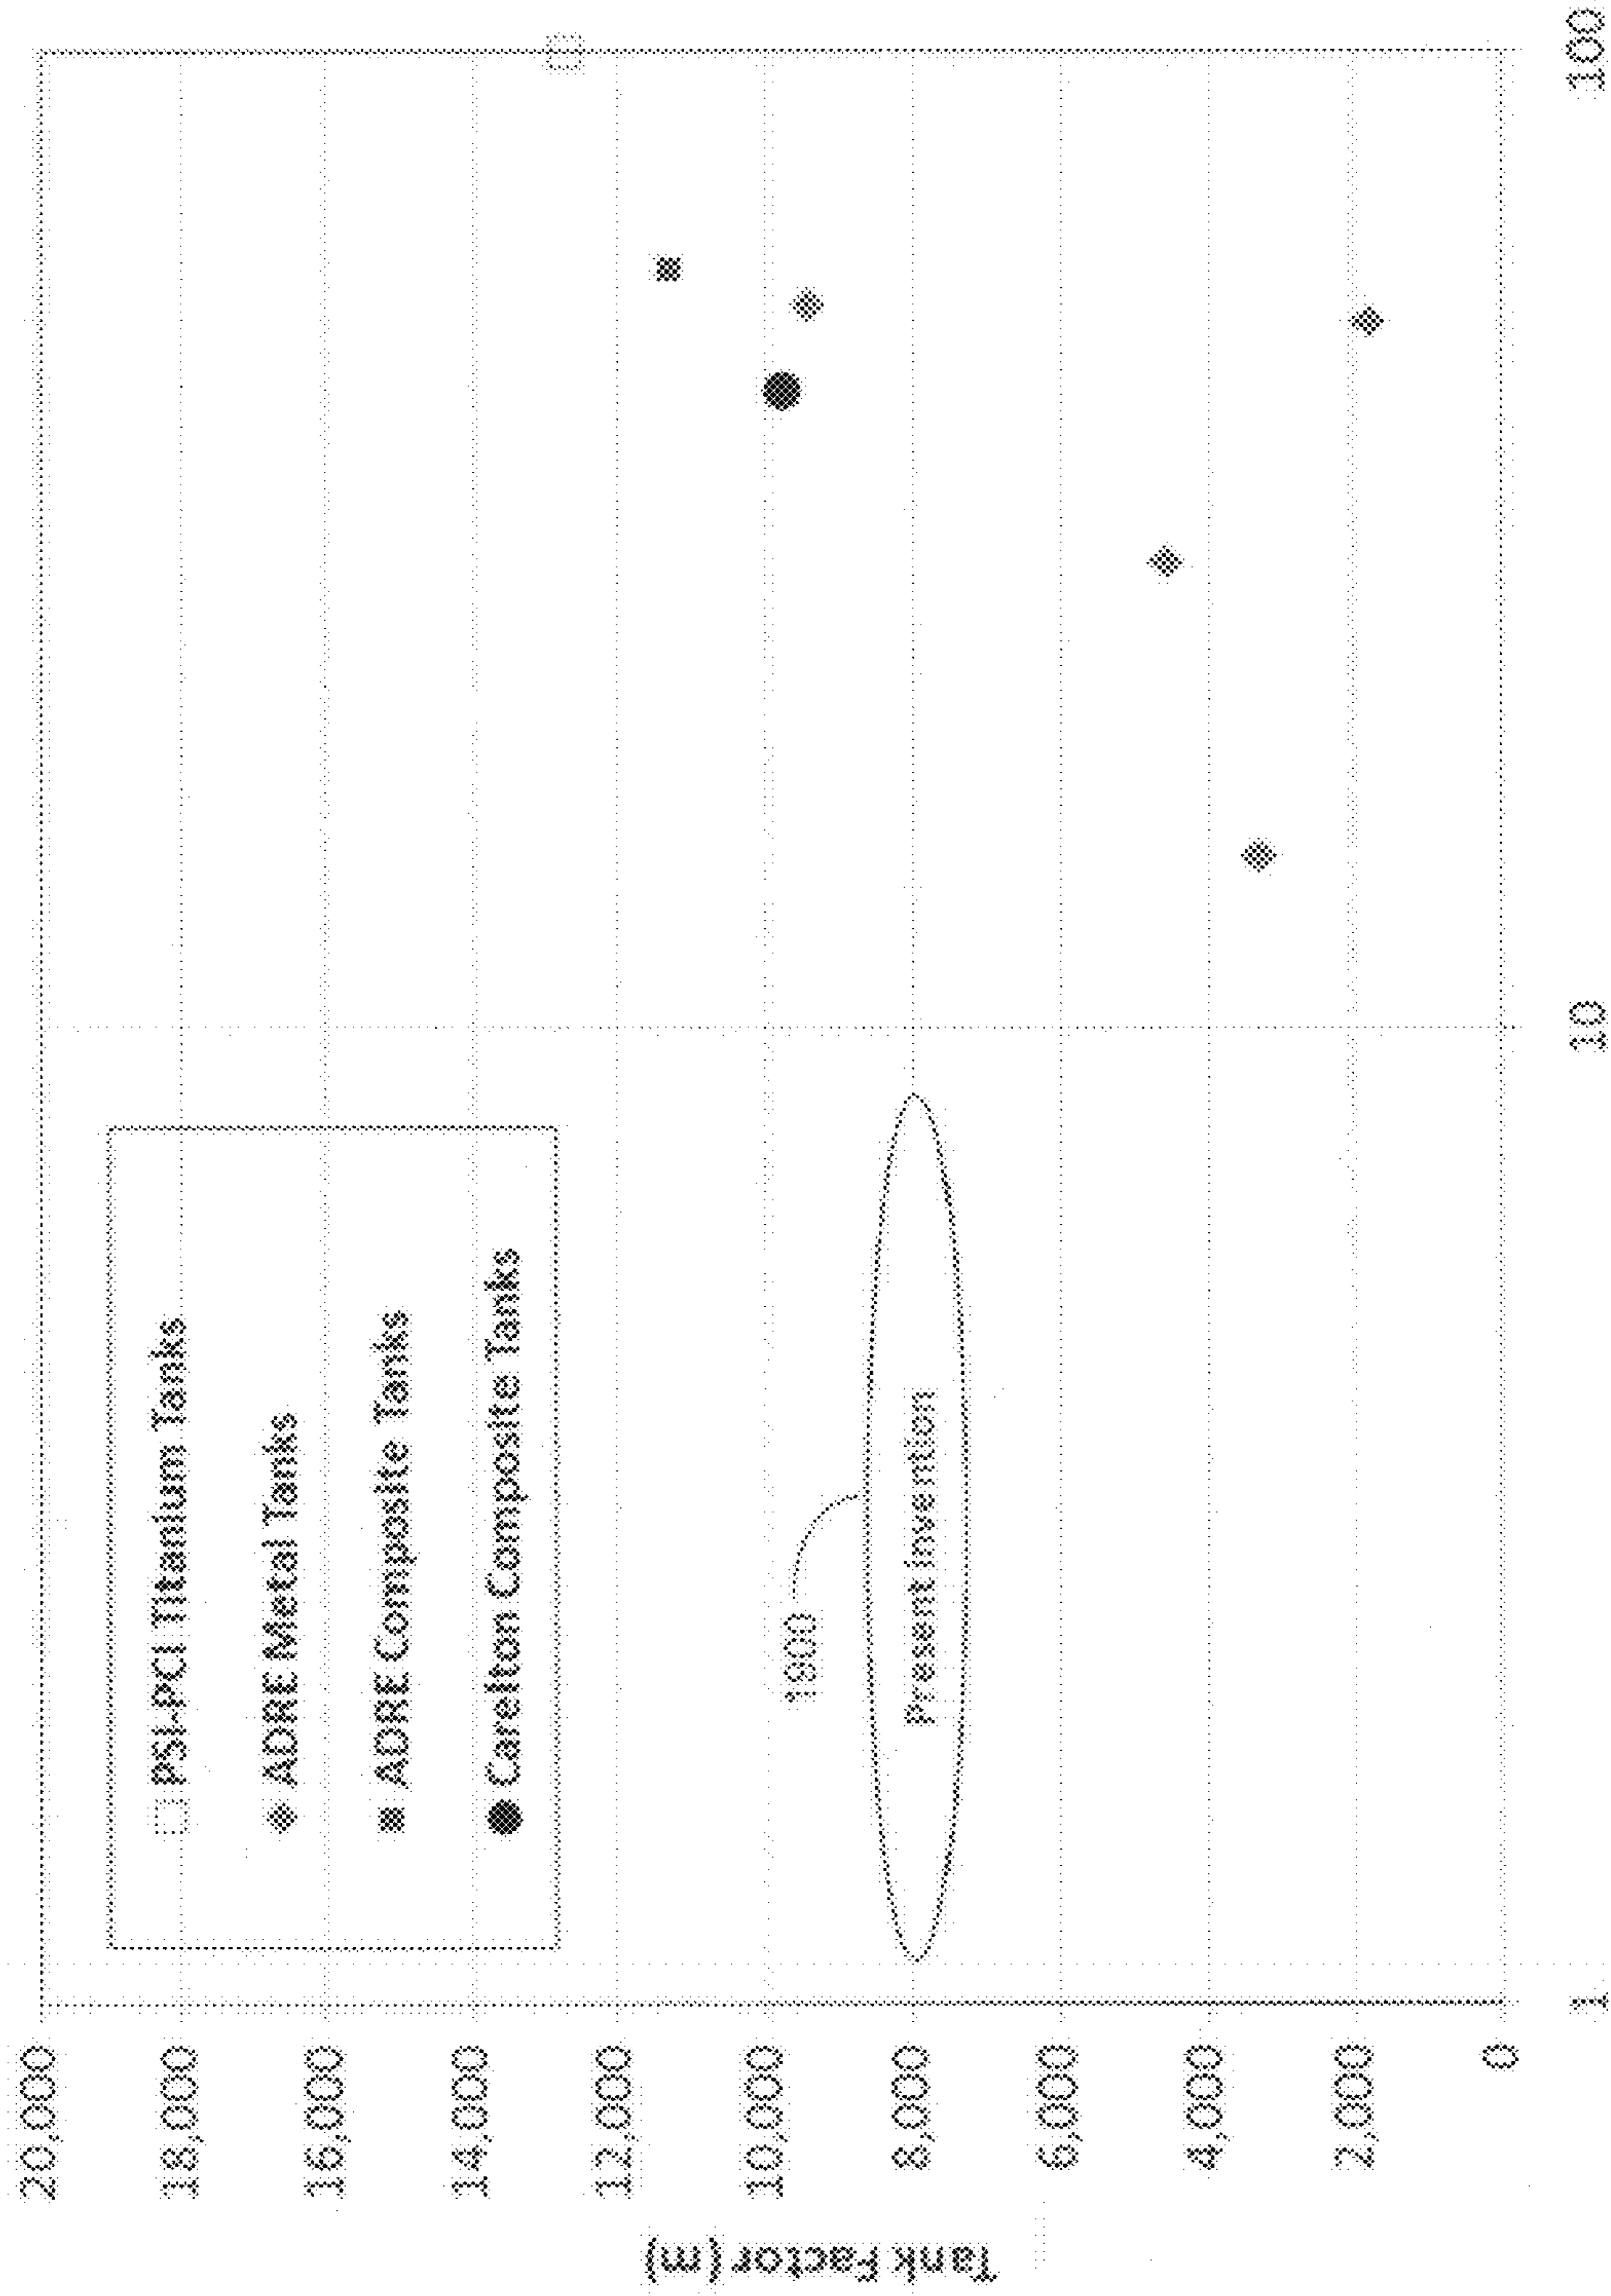 Tank Factor (m)
20,000
18,000
16,000
14,000
12,000
10,000
8,000
6,000
4,000
2,000
0
PSI-PCI Titanium Tanks
ADRE Metal Tanks
ADRE Composite Tanks
Carelton Composite Tanks
1800
Present Invention
1
10
100